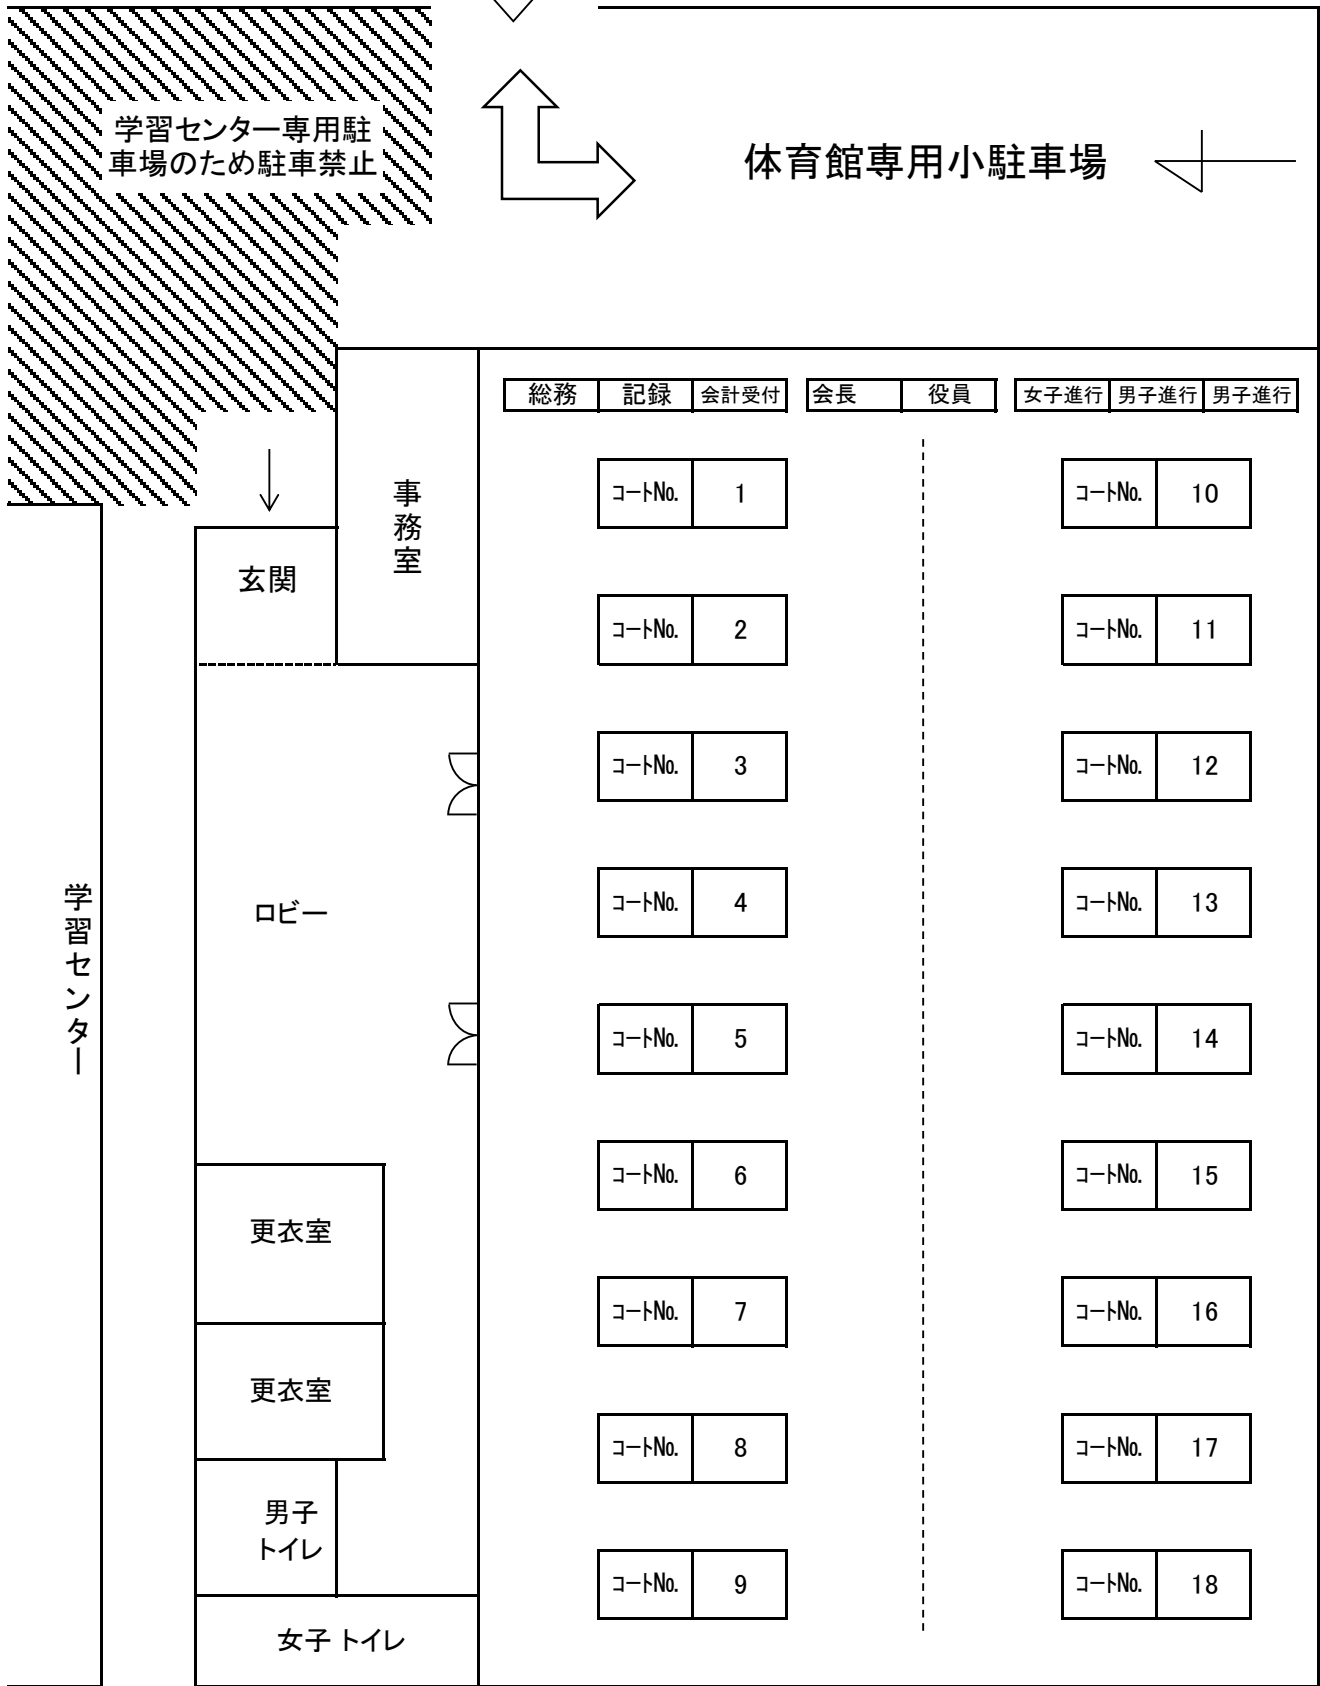 学習センター専用駐
車場のため駐車禁止
体育館専用小駐車場
総務 記録 会計受付 会長 役員 女子進行 男子進行 男子進行
事務室
玄関
ｺｰﾄNo. 1 ｺｰﾄNo. 10
ｺｰﾄNo. 2 ｺｰﾄNo. 11
ｺｰﾄNo. 3 ｺｰﾄNo. 12
ｺｰﾄNo. 4 ｺｰﾄNo. 13
ｺｰﾄNo. 5 ｺｰﾄNo. 14
ｺｰﾄNo. 6 ｺｰﾄNo. 15
ｺｰﾄNo. 7 ｺｰﾄNo. 16
ｺｰﾄNo. 8 ｺｰﾄNo. 17
ｺｰﾄNo. 9 ｺｰﾄNo. 18
学習センター
ロビー
更衣室
更衣室
男子
トイレ
女子トイレ